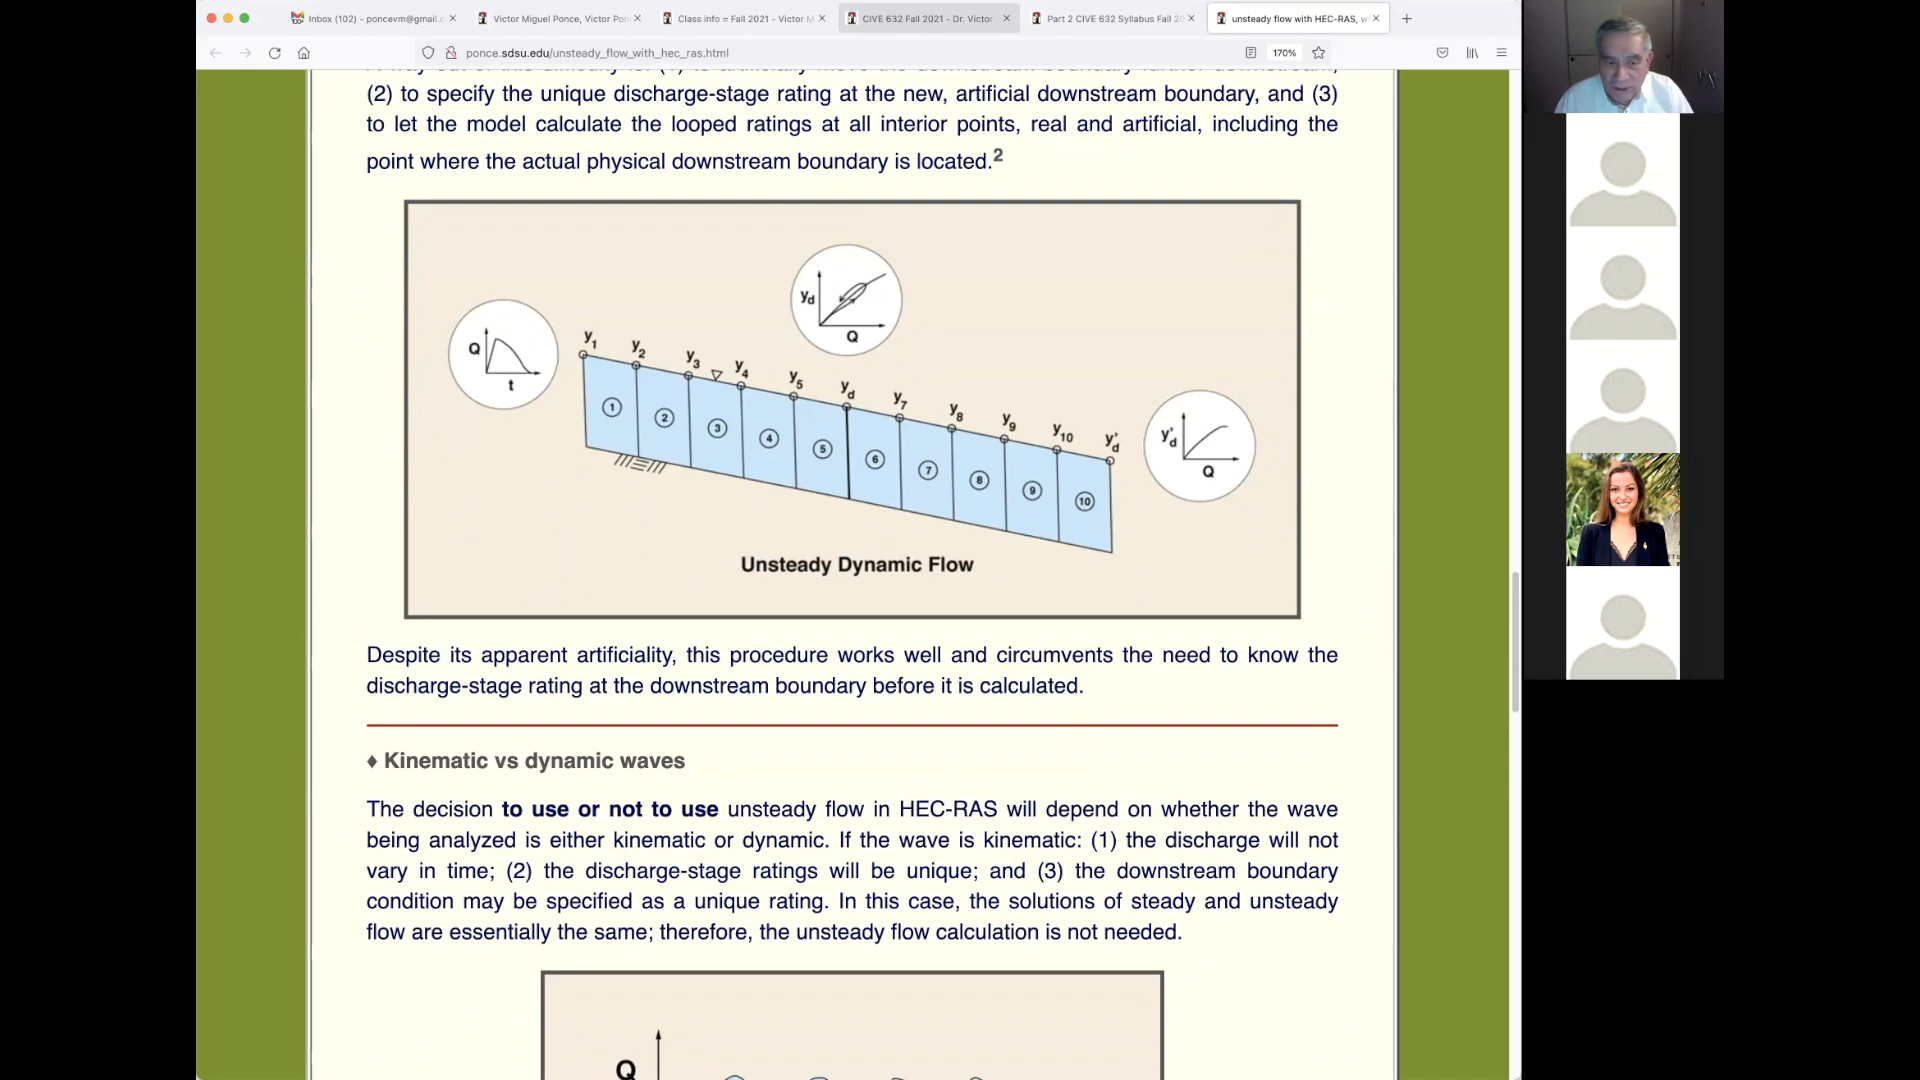 Inbox (102) - poncevm@gmail.c
Victor Miguel Ponce, Victor Pon
Class info = Fall 2021 - Victor M
CIVE 632 Fall 2021 - Dr. Victor
Part 2 CIVE 632 Syllabus Fall 20
unsteady flow with HEC-RAS, w
ponce.sdsu.edu/unsteady_flow_with_hec_ras.html
170%
(2) to specify the unique discharge-stage rating at the new, artificial downstream boundary, and (3)
to let the model calculate the looped ratings at all interior points, real and artificial, including the
point where the actual physical downstream boundary is located.2
yd
Q
Q
t
y1
y2
y3
y4
y5
yd
y7
y8
y9
y10
y'd
y'd
Q
1
2
3
4
5
6
7
8
9
10
Unsteady Dynamic Flow
Despite its apparent artificiality, this procedure works well and circumvents the need to know the
discharge-stage rating at the downstream boundary before it is calculated.
♦ Kinematic vs dynamic waves
The decision to use or not to use unsteady flow in HEC-RAS will depend on whether the wave
being analyzed is either kinematic or dynamic. If the wave is kinematic: (1) the discharge will not
vary in time; (2) the discharge-stage ratings will be unique; and (3) the downstream boundary
condition may be specified as a unique rating. In this case, the solutions of steady and unsteady
flow are essentially the same; therefore, the unsteady flow calculation is not needed.
Q